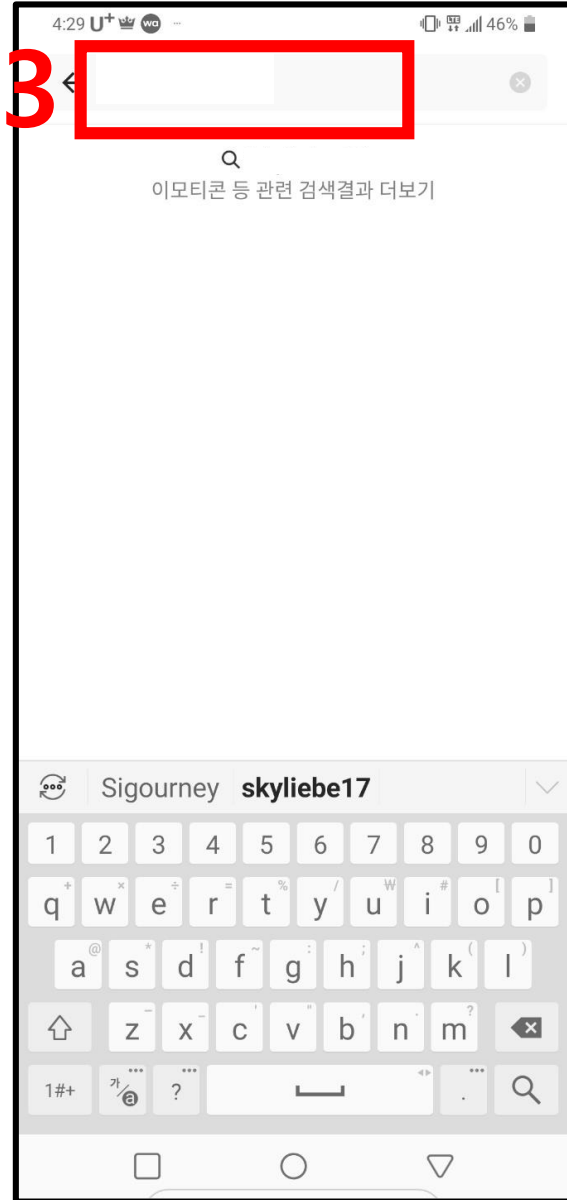 4:29 U+ wa ... LTE 46%
3
이모티콘 등 관련 검색결과 더보기
Sigourney skyliebe17
1 2 3 4 5 6 7 8 9 0
+ × ÷ = % / ₩ # [ ]
q w e r t y u i o p
@ * ! ~ : ; ^ ( )
a s d f g h j k l
- _ ' " , . ?
z x c v b n m
1#+ 가/a ? .